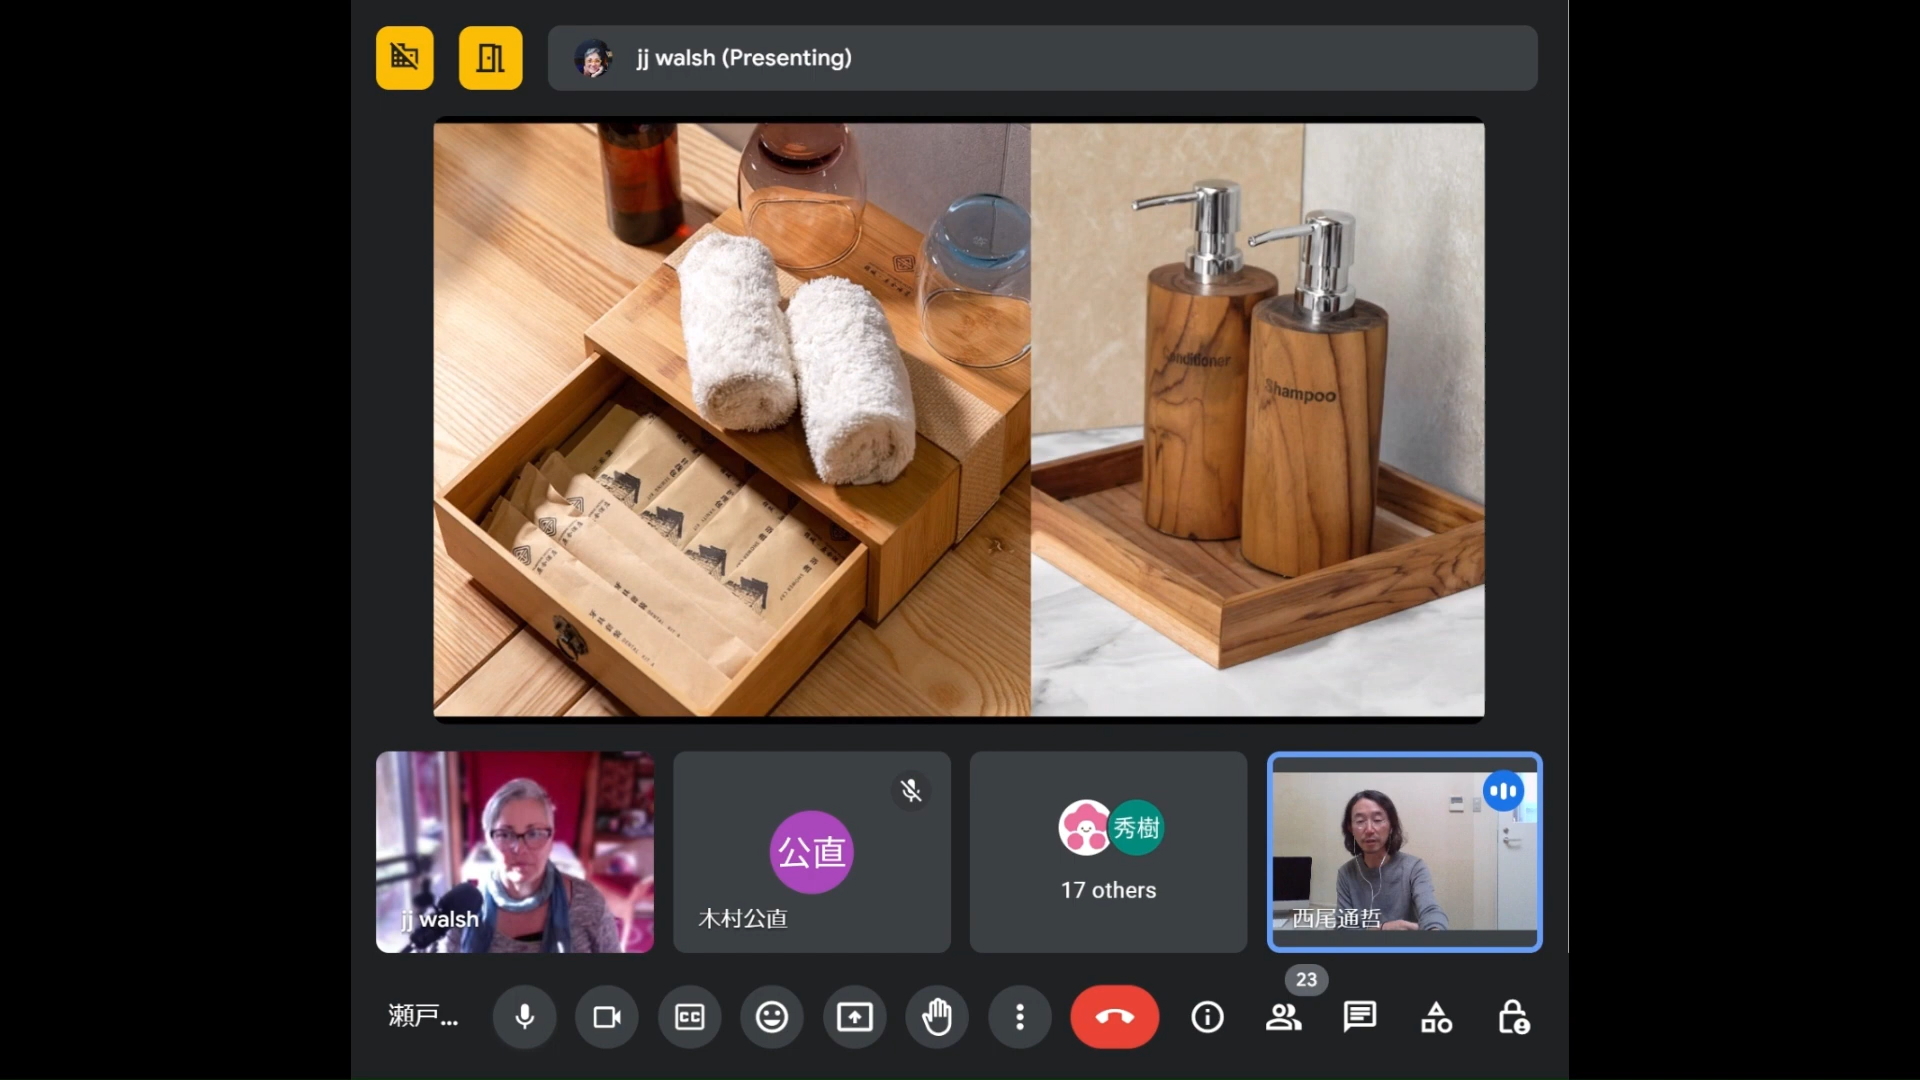 jj walsh (Presenting)
Conditioner
Shampoo
jj walsh
公直
木村公直
秀樹
17 others
西尾通哲
瀬戸...
CC
23